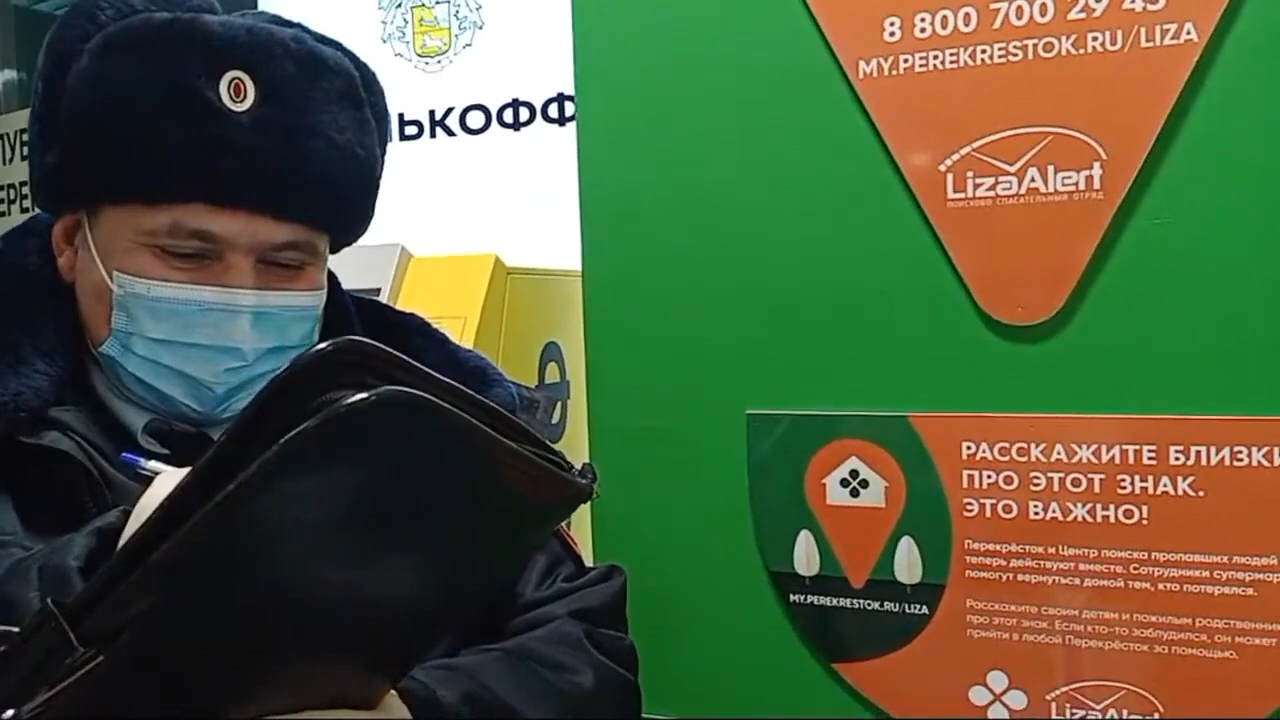 8 800 700 29 45
MY.PEREKRESTOK.RU/LIZA
LizaAlert
ПОИСКОВО СПАСАТЕЛЬНЫЙ ОТРЯД
ЬКОФФ
РАССКАЖИТЕ БЛИЗКИ
ПРО ЭТОТ ЗНАК.
ЭТО ВАЖНО!
Перекрёсток и Центр поиска пропавших людей
теперь действуют вместе. Сотрудники супермар
помогут вернуться домой тем, кто потерялся.
MY.PEREKRESTOK.RU/LIZA
Расскажите своим детям и пожилым родственник
про этот знак. Если кто-то заблудился, он может
прийти в любой Перекрёсток за помощью.
LizaAlert